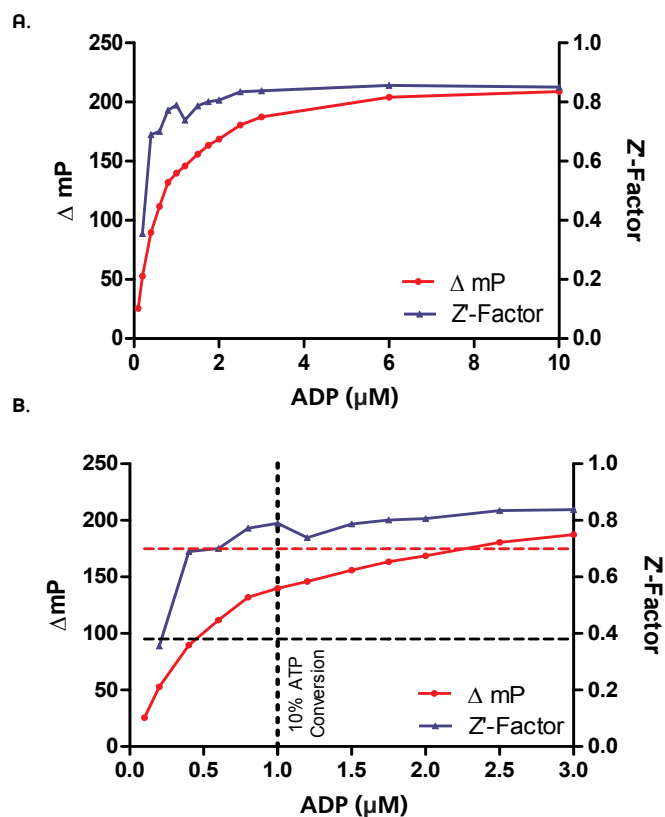 A.
250
200
150
100
50
0
Δ mP
1.0
0.8
0.6
0.4
0.2
0.0
Z'-Factor
Δ mP
Z'-Factor
0 2 4 6 8 10
ADP (µM)
B.
250
200
150
100
50
0
ΔmP
1.0
0.8
0.6
0.4
0.2
0.0
Z'-Factor
10% ATP
Conversion
Δ mP
Z'-Factor
0.0 0.5 1.0 1.5 2.0 2.5 3.0
ADP (µM)